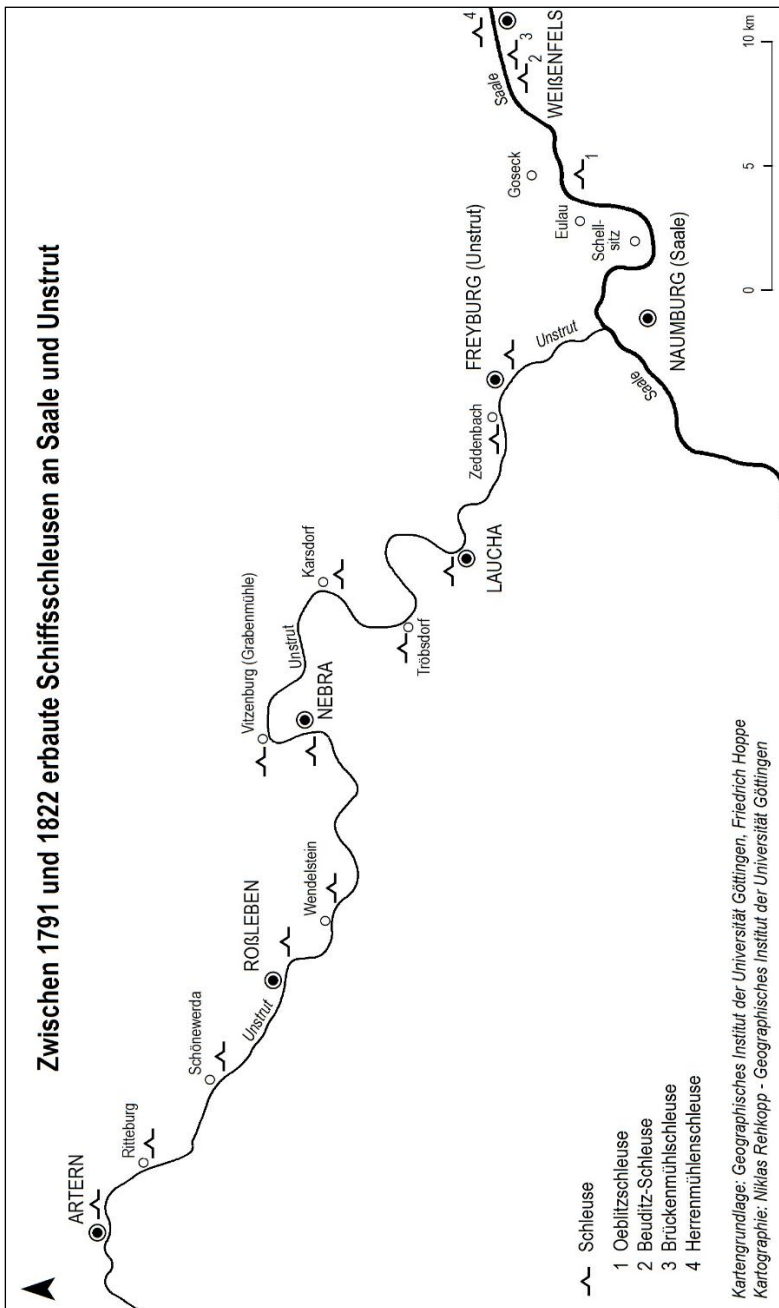 Zwischen 1791 und 1822 erbaute Schiffsschleusen an Saale und Unstrut
ARTERN
Ritteburg
Schönewerda
Unstrut
ROßLEBEN
Wendelstein
Vitzenburg (Grabenmühle)
NEBRA
Unstrut
Karsdorf
Tröbsdorf
LAUCHA
Zeddenbach
FREYBURG (Unstrut)
Unstrut
Saale
NAUMBURG (Saale)
Schell-
sitz
Eulau
Goseck
1
Saale
2
3
4
WEIßENFELS
Schleuse
1 Oeblitzschleuse
2 Beuditz-Schleuse
3 Brückenmühlschleuse
4 Herrenmühlenschleuse
0 5 10 km
Kartengrundlage: Geographisches Institut der Universität Göttingen, Friedrich Hoppe
Kartographie: Niklas Rehkopp - Geographisches Institut der Universität Göttingen